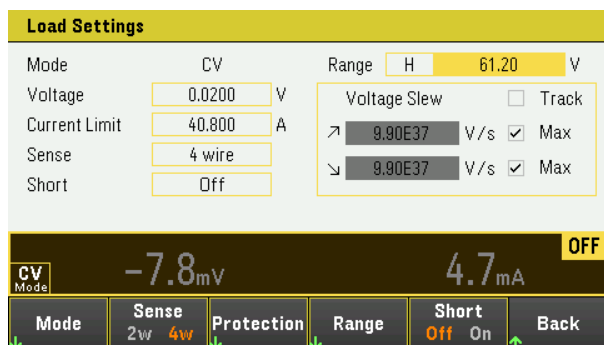 Load Settings
Mode CV
Voltage 0.0200 V
Current Limit 40.800 A
Sense 4 wire
Short Off
Range H 61.20 V
Voltage Slew Track
9.90E37 V/s Max
9.90E37 V/s Max
OFF
CV
Mode
-7.8mV 4.7mA
Mode
Sense
2w 4w
Protection
Range
Short
Off On
Back